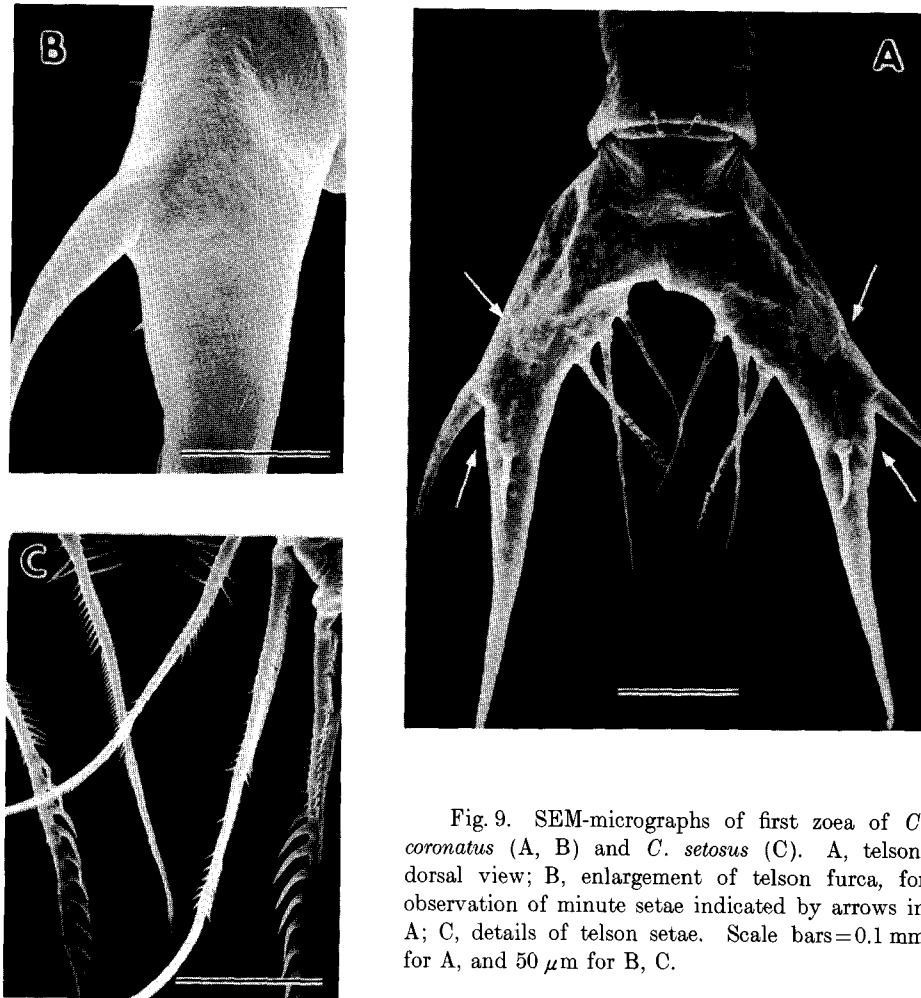 B
A
C
Fig. 9. SEM-micrographs of first zoea of C
coronatus (A, B) and C. setosus (C). A, telson
dorsal view; B, enlargement of telson furca, for
observation of minute setae indicated by arrows in
A; C, details of telson setae. Scale bars=0.1 mm
for A, and 50 μm for B, C.